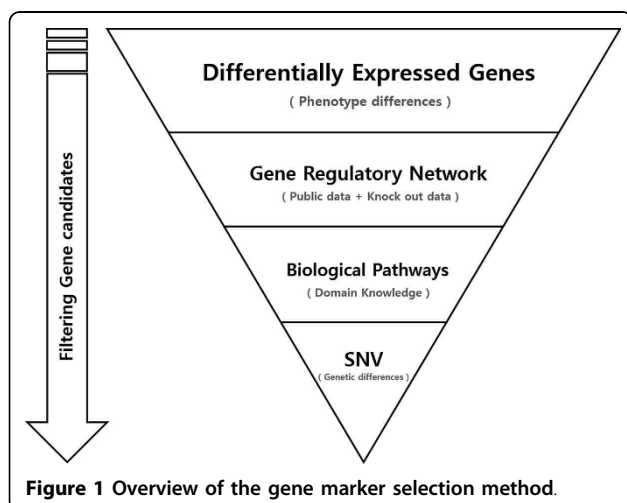 Differentially Expressed Genes
( Phenotype differences )
Gene Regulatory Network
( Public data + Knock out data )
Biological Pathways
( Domain Knowledge )
SNV
( Genetic differences )
Filtering Gene candidates
Figure 1 Overview of the gene marker selection method.